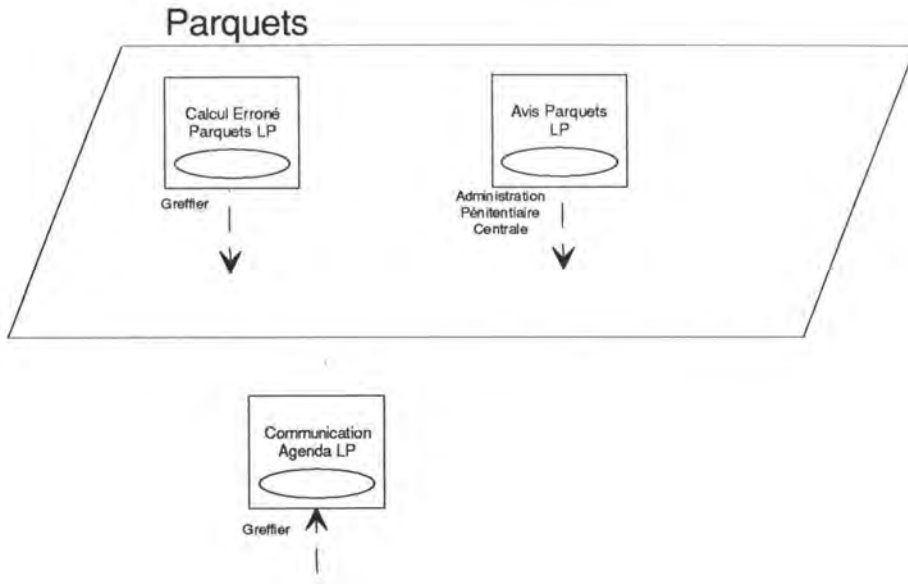 Parquets
Calcul Erroné
Parquets LP
Greffier
Avis Parquets
LP
Administration
Pénitentiaire
Centrale
Communication
Agenda LP
Greffier